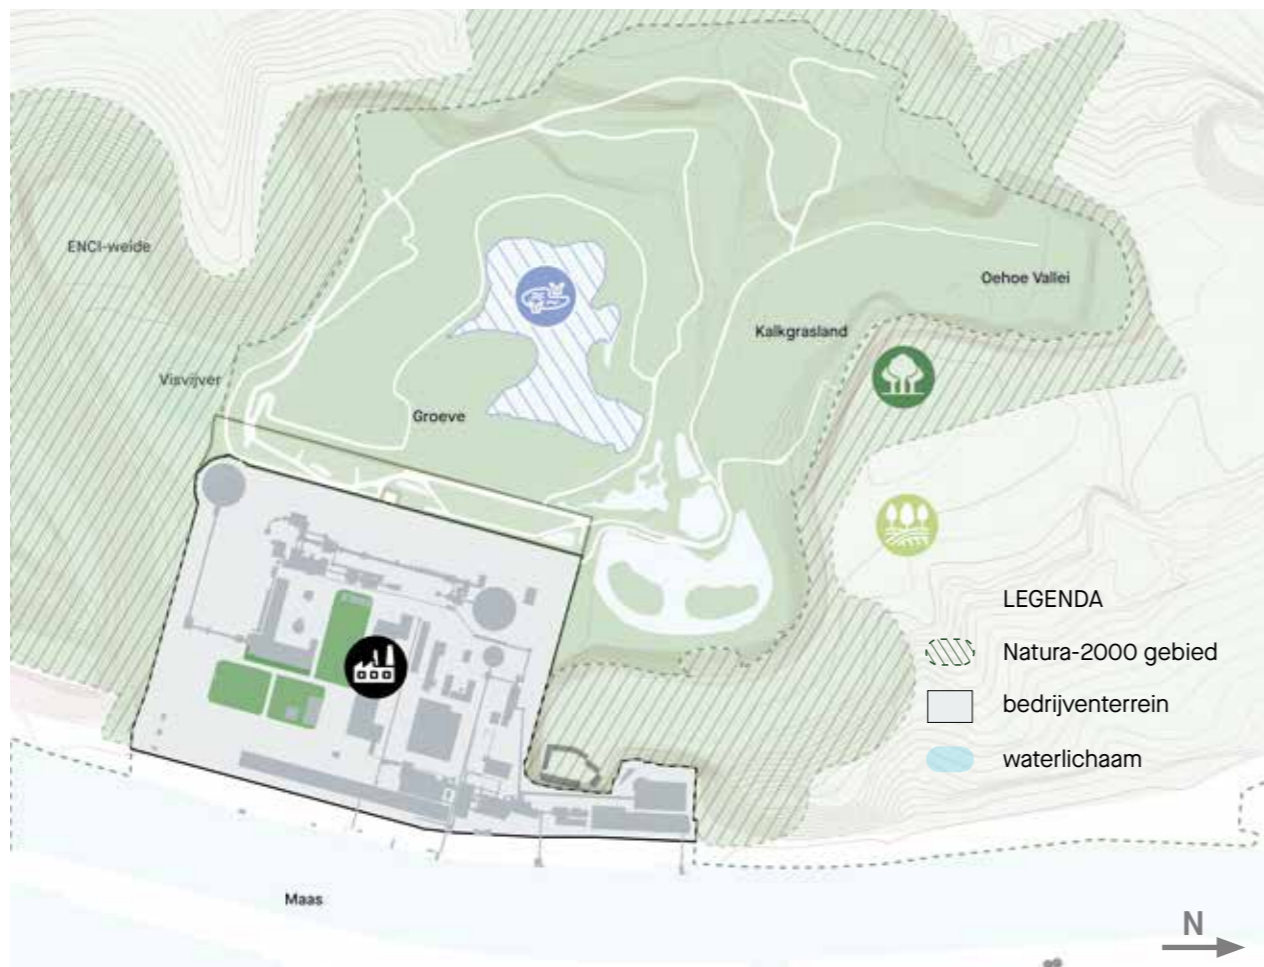 ENCI-weide
Oehoe Vallei
Kalkgrasland
Visvijver
Groeve
LEGENDA
Natura-2000 gebied
bedrijventerrein
waterlichaam
Maas
N